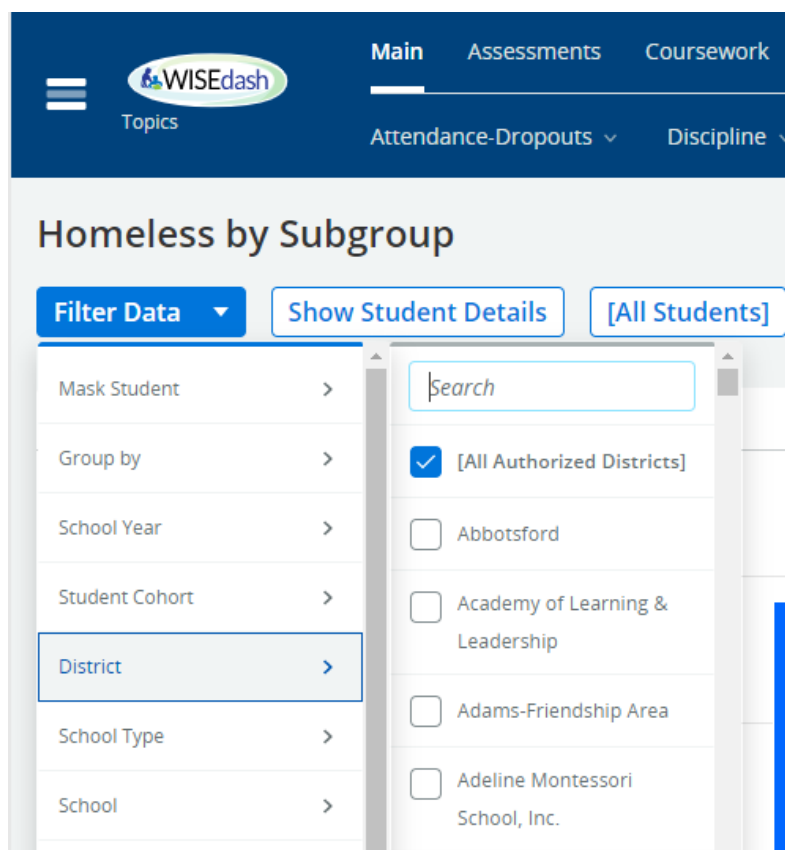 Main Assessments Coursework
WISEdash
Topics
Attendance-Dropouts Discipline
Homeless by Subgroup
Filter Data Show Student Details [All Students]
Mask Student
Group by
School Year
Student Cohort
District
School Type
School
Search
[All Authorized Districts]
Abbotsford
Academy of Learning &
Leadership
Adams-Friendship Area
Adeline Montessori
School, Inc.